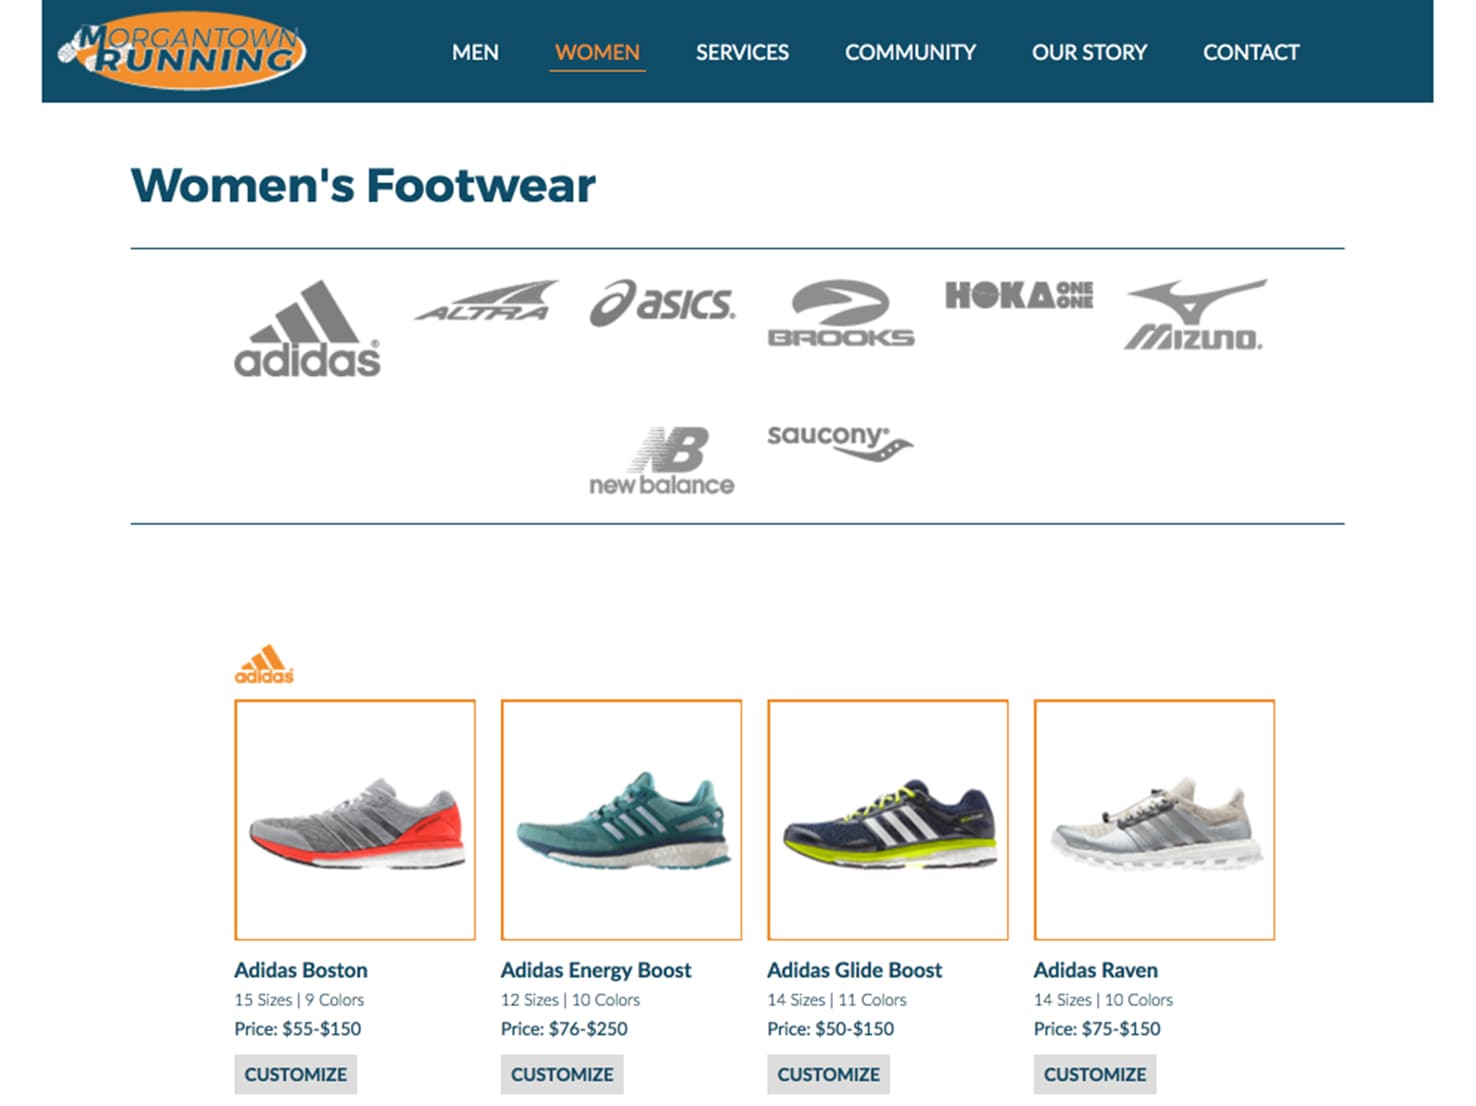 MORGANTOWN
RUNNING
MEN WOMEN SERVICES COMMUNITY OUR STORY CONTACT
Women's Footwear
adidas®
ALTRA
asics.
BROOKS
HOKA ONE ONE
MIZUNO.
new balance
saucony®
adidas
Adidas Boston
15 Sizes | 9 Colors
Price: $55-$150
CUSTOMIZE
Adidas Energy Boost
12 Sizes | 10 Colors
Price: $76-$250
CUSTOMIZE
Adidas Glide Boost
14 Sizes | 11 Colors
Price: $50-$150
CUSTOMIZE
Adidas Raven
14 Sizes | 10 Colors
Price: $75-$150
CUSTOMIZE